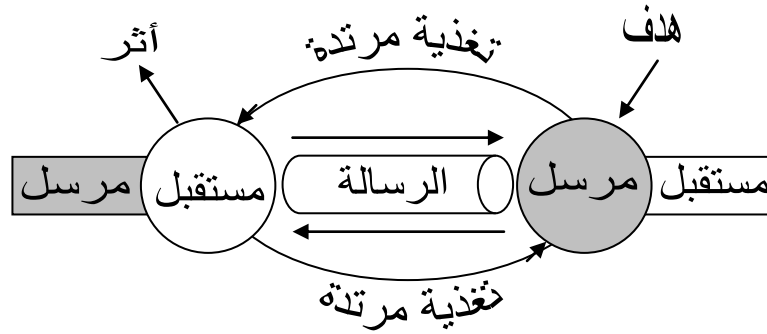 هدف
تغذية مرتدة
أثر
مستقبل
مرسل
الرسالة
مستقبل
مرسل
تغذية مرتدة